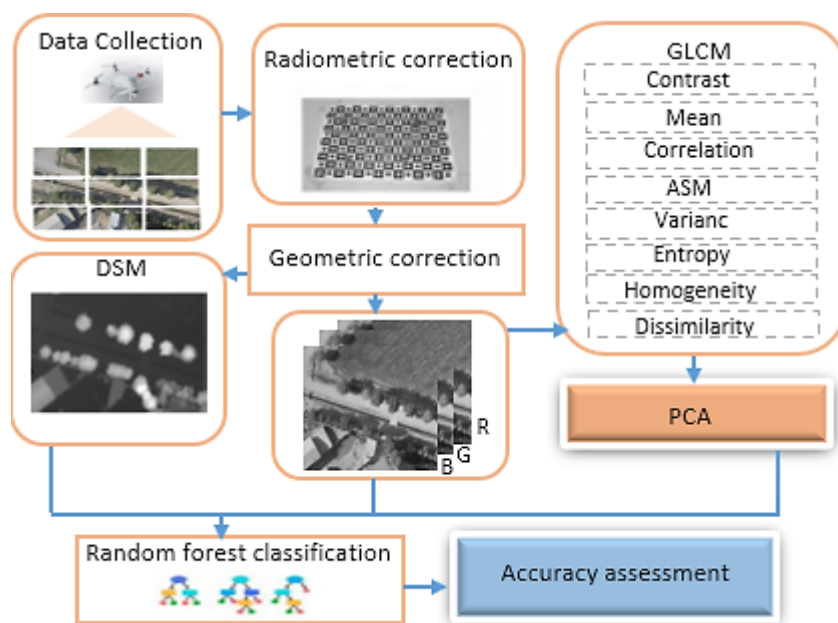 Data Collection
Radiometric correction
GLCM
Contrast
Mean
Correlation
ASM
Varianc
Entropy
Homogeneity
Dissimilarity
Geometric correction
DSM
R
G
B
PCA
Random forest classification
Accuracy assessment